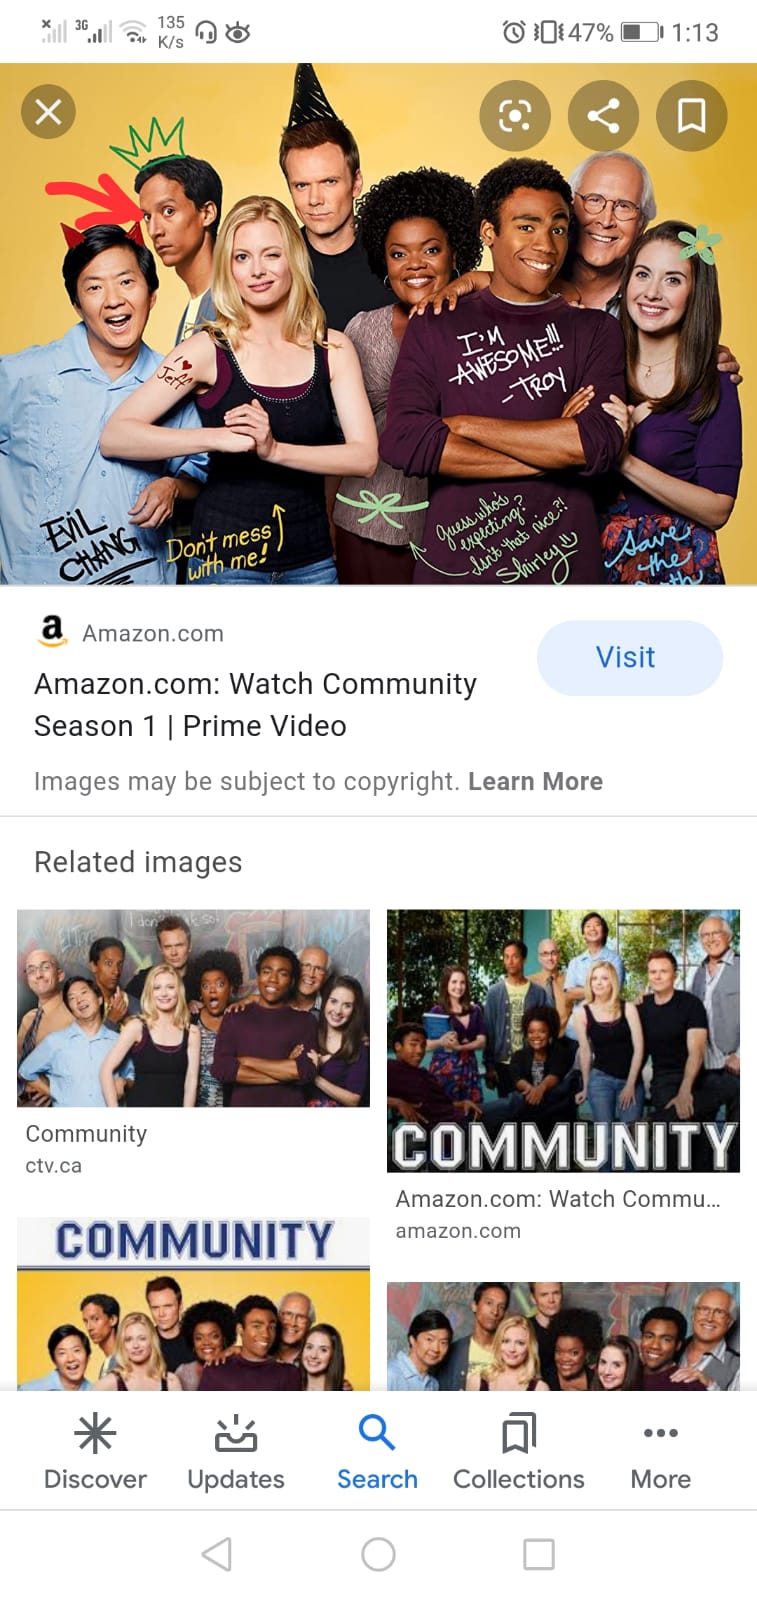 3G
135
K/s
47%
1:13
I'M
AWESOME!!!
-TROY
I ♥
Jeff
EVIL
CHANG
Don't mess
with me!
Guess who's
expecting?
Isn't that nice?!
Shirley!!
Save
the
a Amazon.com
Visit
Amazon.com: Watch Community
Season 1 | Prime Video
Images may be subject to copyright. Learn More
Related images
I don't
so!
Community
ctv.ca
COMMUNITY
Amazon.com: Watch Commu...
amazon.com
COMMUNITY
Discover
Updates
Search
Collections
More